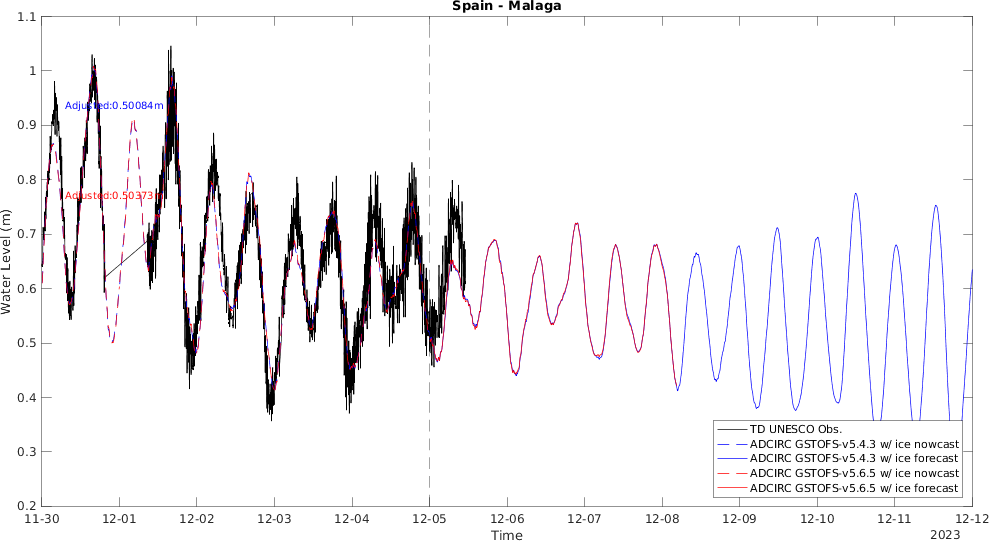 Spain - Malaga
1.1
1
0.9
0.8
0.7
0.6
0.5
0.4
0.3
0.2
Water Level (m)
Adjusted:0.50084m
Adjusted:0.50373
TD UNESCO Obs.
ADCIRC GSTOFS-v5.4.3 w/ ice nowcast
ADCIRC GSTOFS-v5.4.3 w/ ice forecast
ADCIRC GSTOFS-v5.6.5 w/ ice nowcast
ADCIRC GSTOFS-v5.6.5 w/ ice forecast
11-30 12-01 12-02 12-03 12-04 12-05 12-06 12-07 12-08 12-09 12-10 12-11 12-12
Time
2023